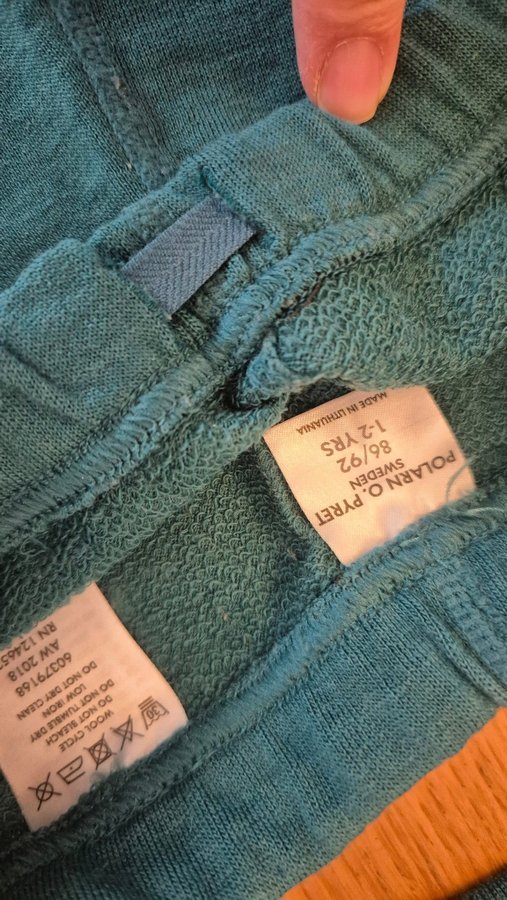 POLARN O. PYRET
SWEDEN
86/92
1-2 YRS
MADE IN LITHUANIA
WOOL CYCLE
DO NOT BLEACH
DO NOT TUMBLE DRY
LOW IRON
DO NOT DRY CLEAN
60379168
AW 2018
RN